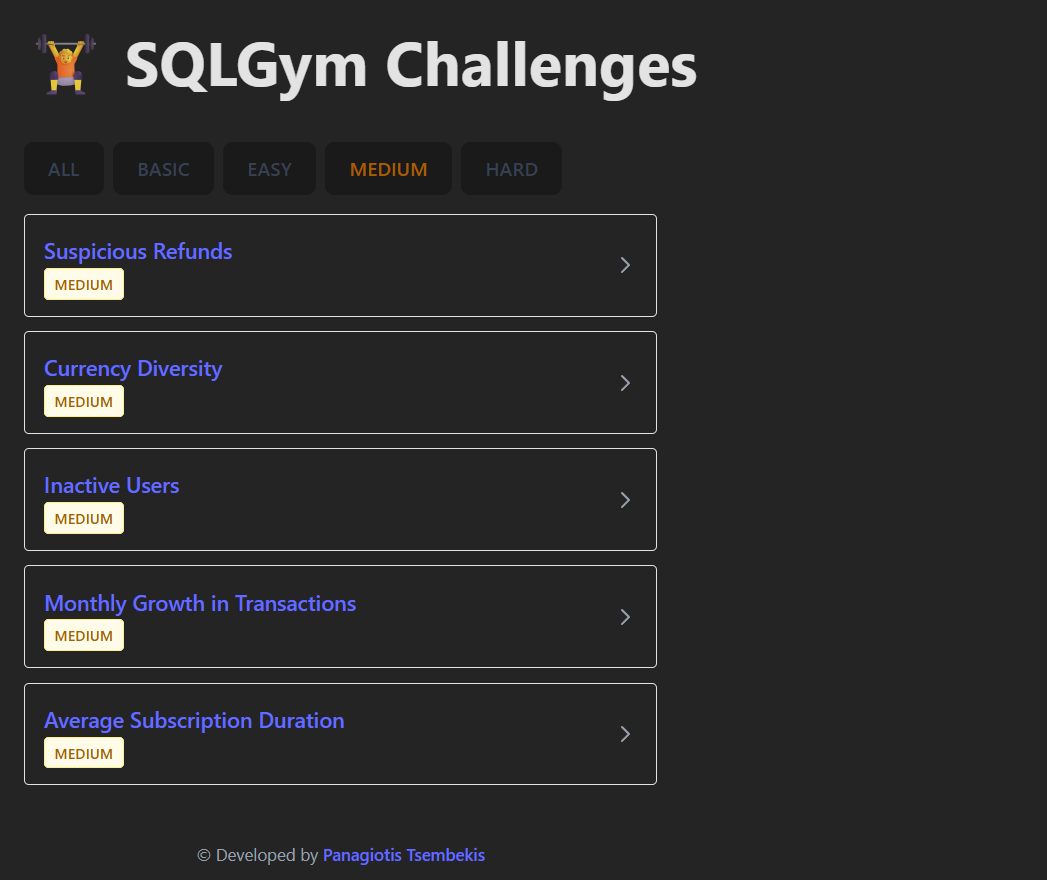 SQLGym Challenges
ALL BASIC EASY MEDIUM HARD
Suspicious Refunds
MEDIUM
Currency Diversity
MEDIUM
Inactive Users
MEDIUM
Monthly Growth in Transactions
MEDIUM
Average Subscription Duration
MEDIUM
© Developed by Panagiotis Tsembekis